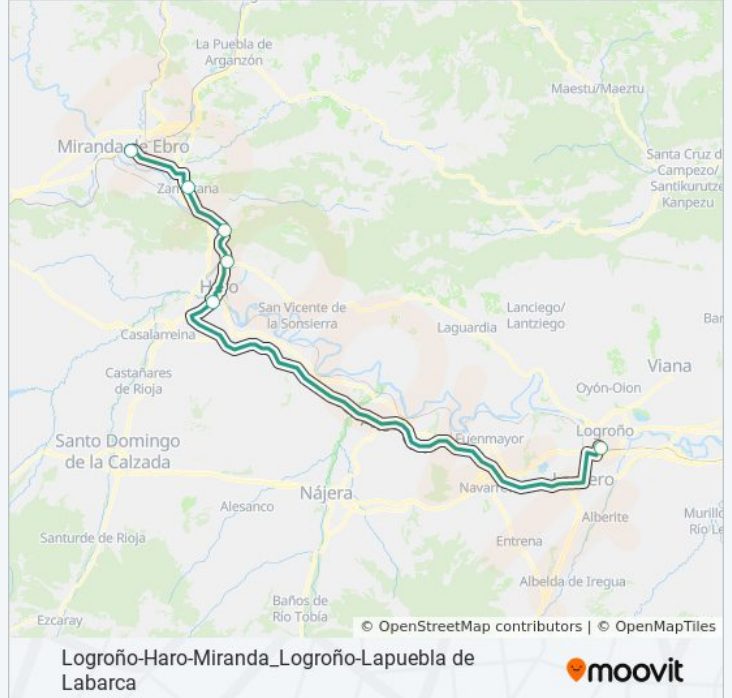 La Puebla de
Arganzón
Maestu/Maeztu
Miranda de Ebro
Santa Cruz d
Campezo/
Santikurutze
Kanpezu
Haro
San Vicente de
la Sonsierra
Lanciego/
Lantziego
Laguardia
Bar
Casalarreina
Castañares
de Rioja
Viana
Oyón-Oion
Logroño
Santo Domingo
de la Calzada
Fuenmayor
Nájera
Navarre
Alesanco
Alberite
Murillo
Río Le
Santurde de Rioja
Entrena
Albelda de Iregua
Baños de
Río Tobía
Ezcaray
© OpenStreetMap contributors | © OpenMapTiles
Logroño-Haro-Miranda_Logroño-Lapuebla de
Labarca
moovit